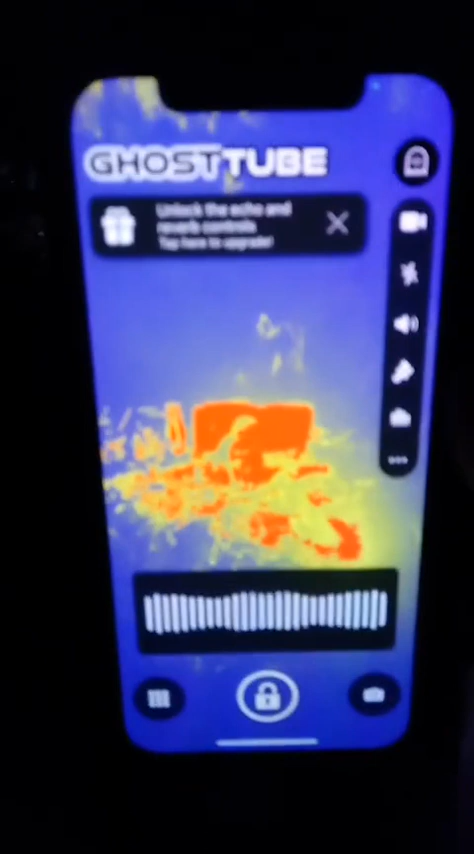 GHOSTTUBE
Unlock the echo and
reverb controls
Tap here to upgrade!